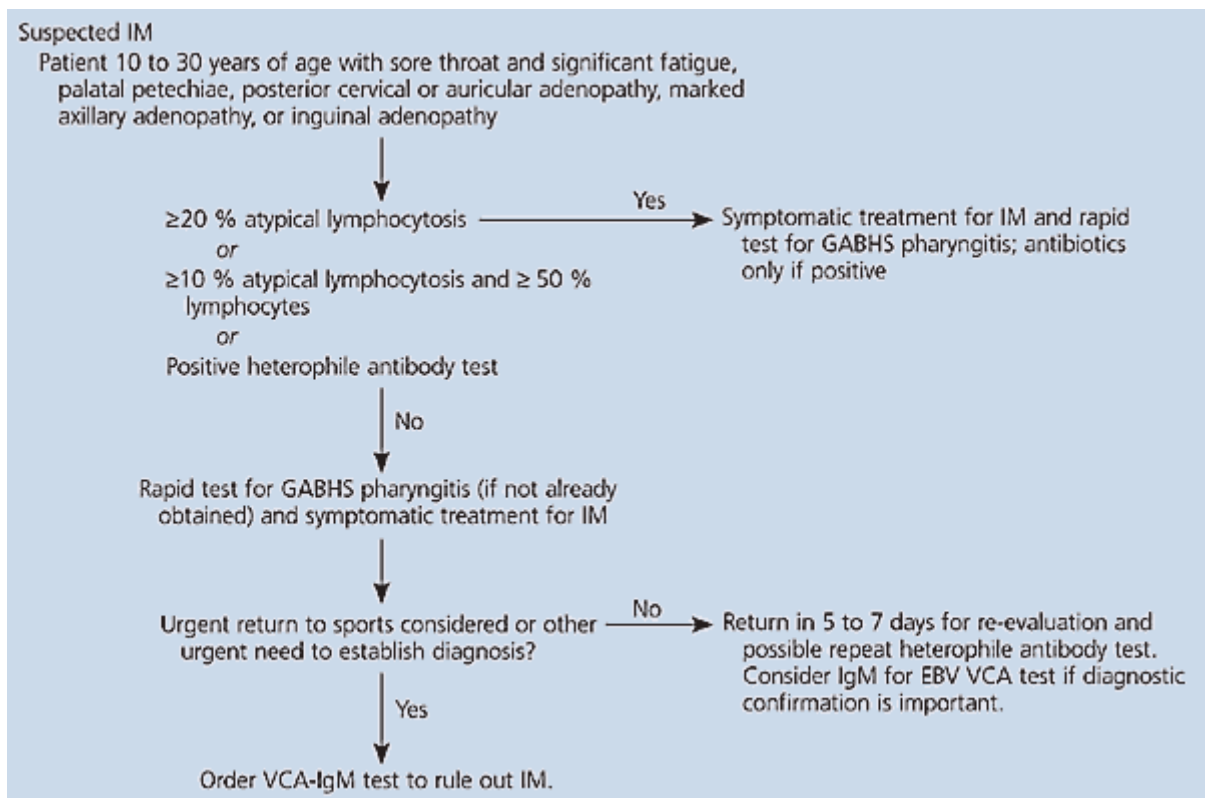 Suspected IM
Patient 10 to 30 years of age with sore throat and significant fatigue,
palatal petechiae, posterior cervical or auricular adenopathy, marked
axillary adenopathy, or inguinal adenopathy
≥20 % atypical lymphocytosis
or
≥10 % atypical lymphocytosis and ≥ 50 %
lymphocytes
or
Positive heterophile antibody test
Yes
Symptomatic treatment for IM and rapid
test for GABHS pharyngitis; antibiotics
only if positive
No
Rapid test for GABHS pharyngitis (if not already
obtained) and symptomatic treatment for IM
Urgent return to sports considered or other
urgent need to establish diagnosis?
No
Return in 5 to 7 days for re-evaluation and
possible repeat heterophile antibody test.
Consider IgM for EBV VCA test if diagnostic
confirmation is important.
Yes
Order VCA-IgM test to rule out IM.